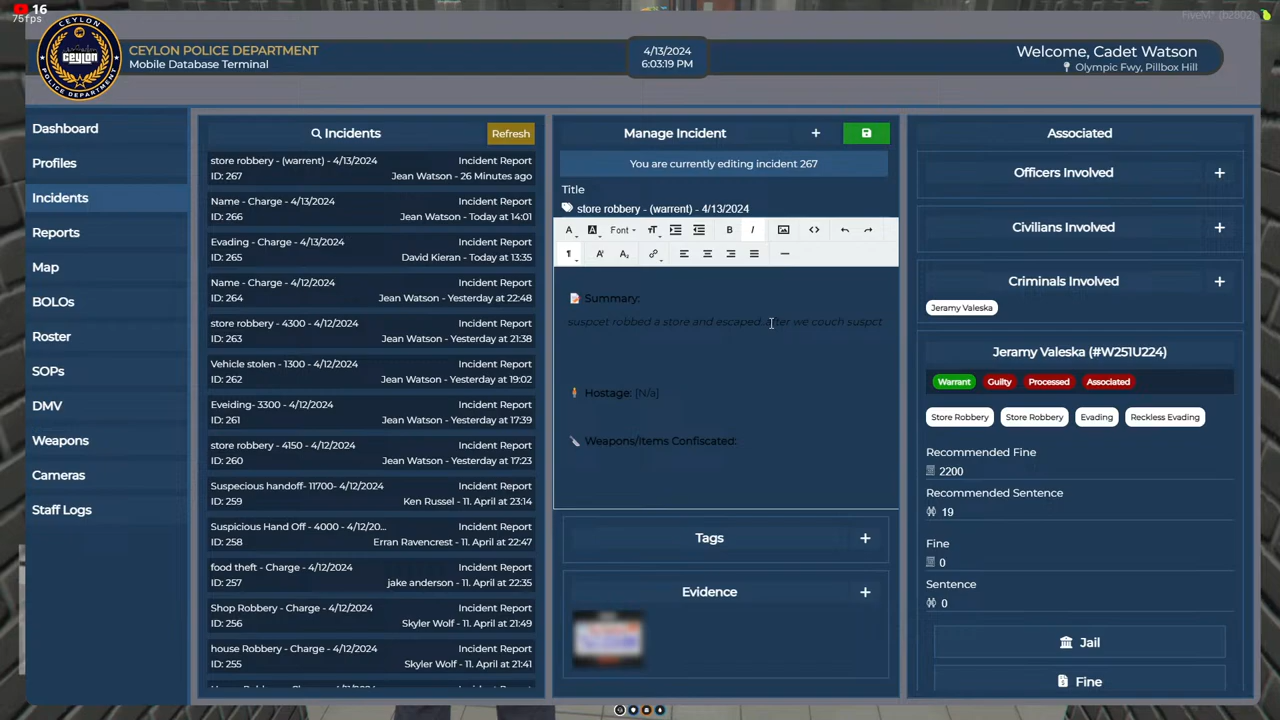 16
75fps
FiveM® (b2802)
CEYLON
POLICE DEPARTMENT
CEYLON POLICE DEPARTMENT
Mobile Database Terminal
4/13/2024
6:03:19 PM
Welcome, Cadet Watson
Olympic Fwy, Pillbox Hill
Dashboard
Profiles
Incidents
Reports
Map
BOLOs
Roster
SOPs
DMV
Weapons
Cameras
Staff Logs
Incidents
Refresh
store robbery - (warrent) - 4/13/2024 Incident Report
ID: 267 Jean Watson - 26 Minutes ago
Name - Charge - 4/13/2024 Incident Report
ID: 266 Jean Watson - Today at 14:01
Evading - Charge - 4/13/2024 Incident Report
ID: 265 David Kieran - Today at 13:35
Name - Charge - 4/12/2024 Incident Report
ID: 264 Jean Watson - Yesterday at 22:48
store robbery - 4300 - 4/12/2024 Incident Report
ID: 263 Jean Watson - Yesterday at 21:38
Vehicle stolen - 1300 - 4/12/2024 Incident Report
ID: 262 Jean Watson - Yesterday at 19:02
Eveiding- 3300 - 4/12/2024 Incident Report
ID: 261 Jean Watson - Yesterday at 17:39
store robbery - 4150 - 4/12/2024 Incident Report
ID: 260 Jean Watson - Yesterday at 17:23
Suspecious handoff- 11700- 4/12/2024 Incident Report
ID: 259 Ken Russel - 11. April at 23:14
Suspicious Hand Off - 4000 - 4/12/20... Incident Report
ID: 258 Erran Ravencrest - 11. April at 22:47
food theft - Charge - 4/12/2024 Incident Report
ID: 257 jake anderson - 11. April at 22:35
Shop Robbery - Charge - 4/12/2024 Incident Report
ID: 256 Skyler Wolf - 11. April at 21:49
house Robbery - Charge - 4/12/2024 Incident Report
ID: 255 Skyler Wolf - 11. April at 21:41
Manage Incident
You are currently editing incident 267
Title
store robbery - (warrent) - 4/13/2024
Font
Summary:
suspcet robbed a store and escaped..after we couch suspct
Hostage: [N/a]
Weapons/Items Confiscated:
Tags
Evidence
Associated
Officers Involved
Civilians Involved
Criminals Involved
Jeramy Valeska
Jeramy Valeska (#W251U224)
Warrant Guilty Processed Associated
Store Robbery Store Robbery Evading Reckless Evading
Recommended Fine
2200
Recommended Sentence
19
Fine
0
Sentence
0
Jail
Fine